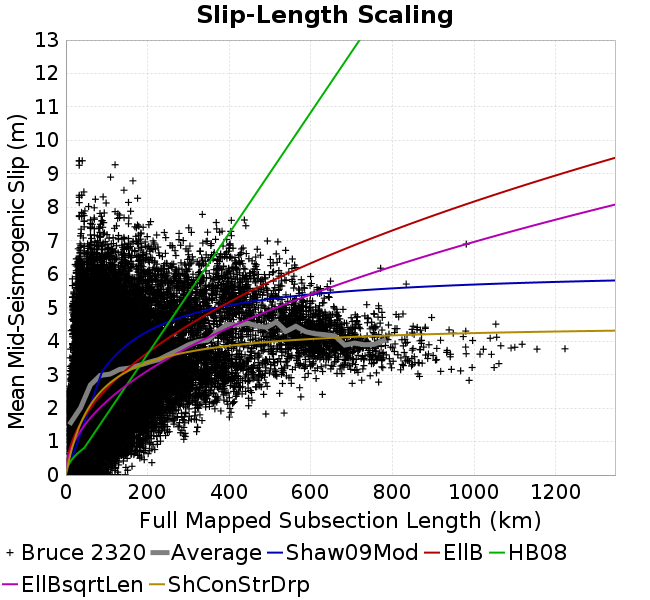 Slip-Length Scaling
Mean Mid-Seismogenic Slip (m)
13
12
11
10
9
8
7
6
5
4
3
2
1
0
0 200 400 600 800 1000 1200
Full Mapped Subsection Length (km)
Bruce 2320 Average Shaw09Mod EllB HB08
EllBsqrtLen ShConStrDrp